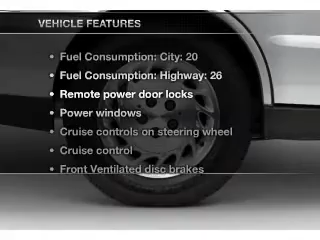 VEHICLE FEATURES
• Fuel Consumption: City: 20
• Fuel Consumption: Highway: 26
• Remote power door locks
• Power windows
• Cruise controls on steering wheel
• Cruise control
• Front Ventilated disc brakes